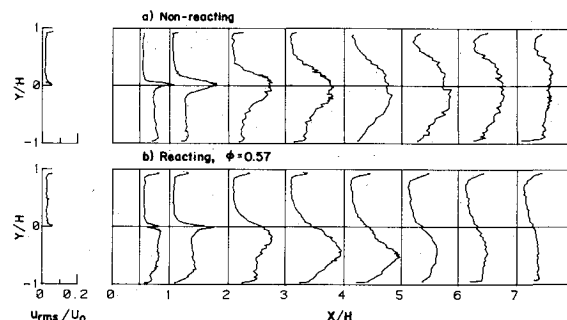 a) Non-reacting
Y/H
1
0
-1
b) Reacting, ϕ = 0.57
Y/H
1
0
-1
0 0.2
0 1 2 3 4 5 6 7
urms/Uo
X/H